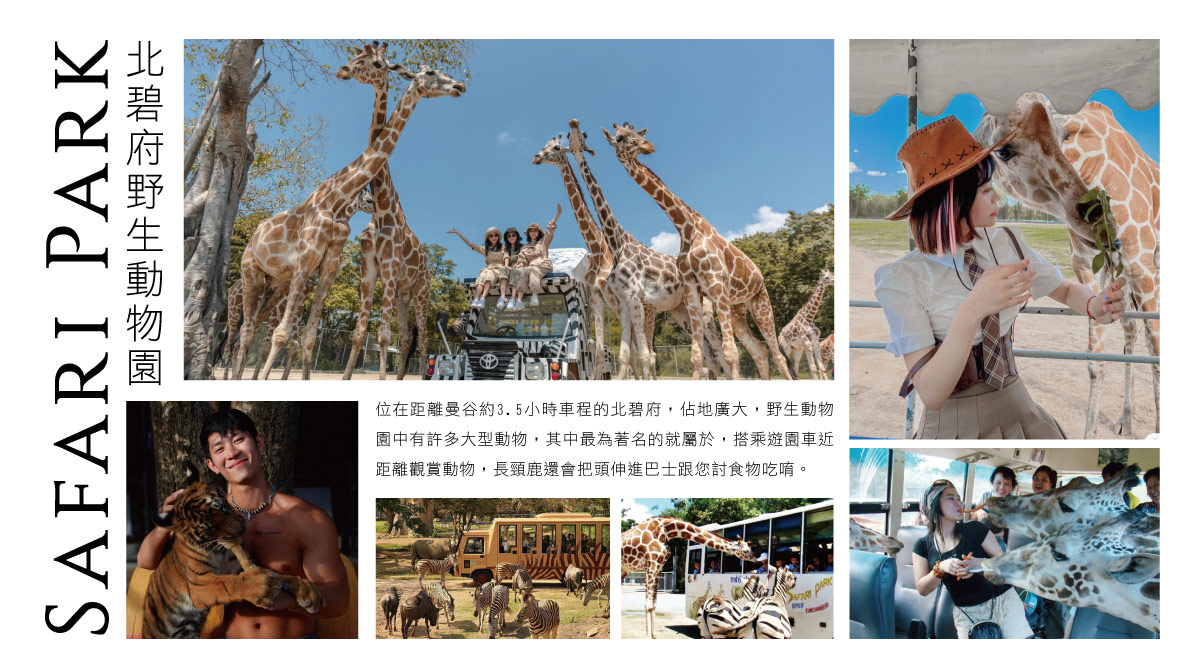 SAFARI PARK
北碧府野生動物園
位在距離曼谷約3.5小時車程的北碧府，佔地廣大，野生動物
園中有許多大型動物，其中最為著名的就屬於，搭乘遊園車近
距離觀賞動物，長頸鹿還會把頭伸進巴士跟您討食物吃唷。
SAFARI PARK